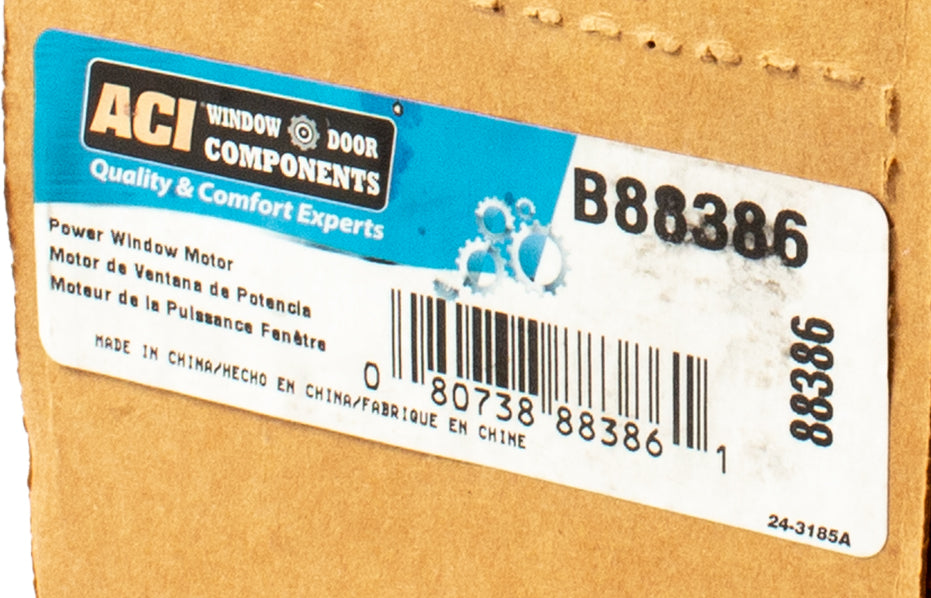 ACI WINDOW DOOR
COMPONENTS
Quality & Comfort Experts
B88386
Power Window Motor
Motor de Ventana de Potencia
Moteur de la Puissance Fenêtre
MADE IN CHINA/HECHO EN CHINA/FABRIQUE EN CHINE
0 80738 88386 1
88386
24-3185A